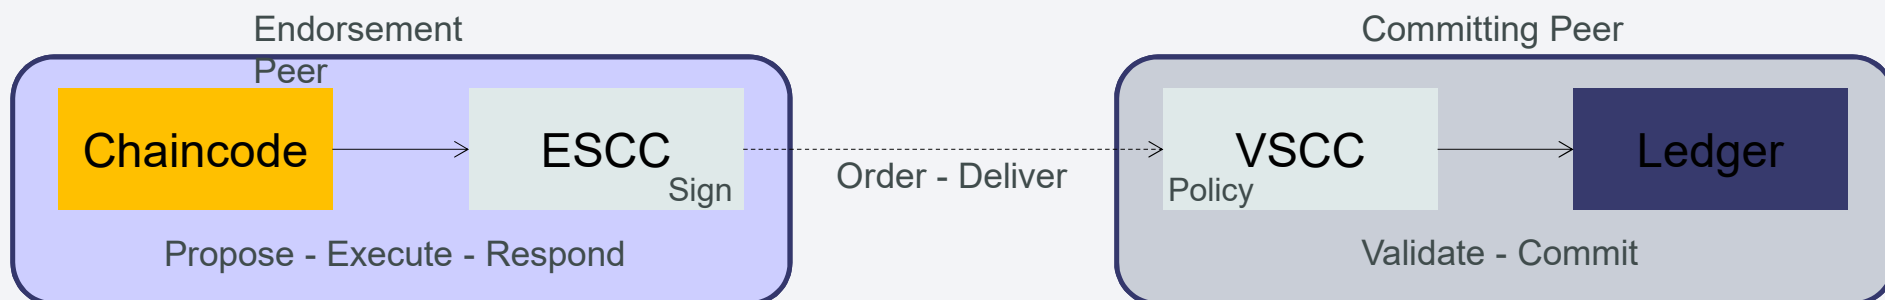 Endorsement
Peer
Chaincode
ESCC
Sign
Propose - Execute - Respond
Order - Deliver
Committing Peer
VSCC
Policy
Ledger
Validate - Commit